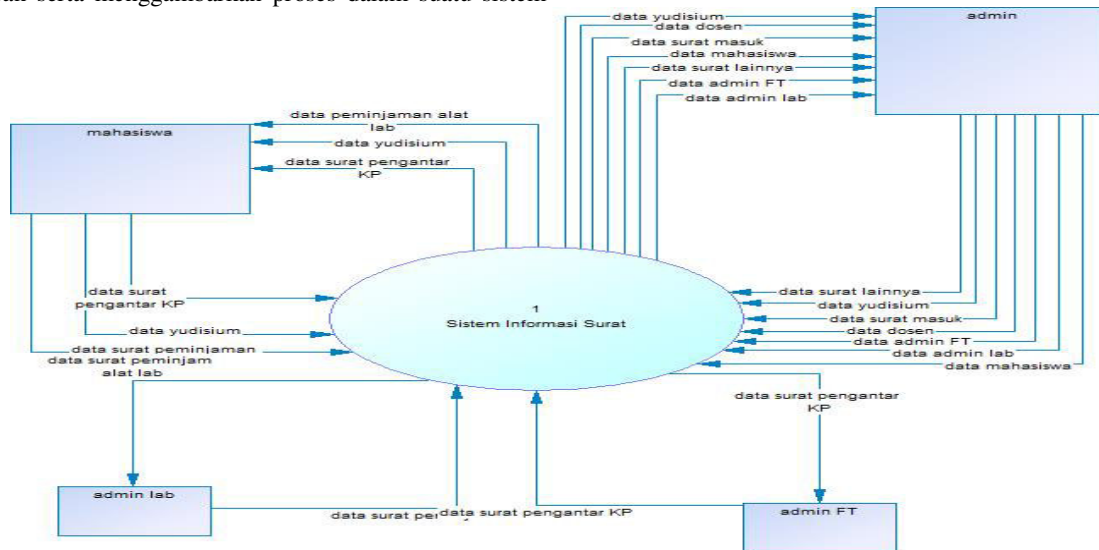 serta menggambarkan proses dalam suatu sistem
data yudisium
data dosen
data surat masuk
data mahasiswa
data surat lainnya
data admin FT
data admin lab
admin
mahasiswa
data peminjaman alat
lab
data yudisium
data surat pengantar
KP
data surat
pengantar KP
data yudisium
data surat peminjaman
data surat peminjam
alat lab
1
Sistem Informasi Surat
data surat lainnya
data yudisium
data surat masuk
data dosen
data admin FT
data admin lab
data mahasiswa
data surat pengantar
KP
admin lab
data surat
data surat pengantar KP
admin FT